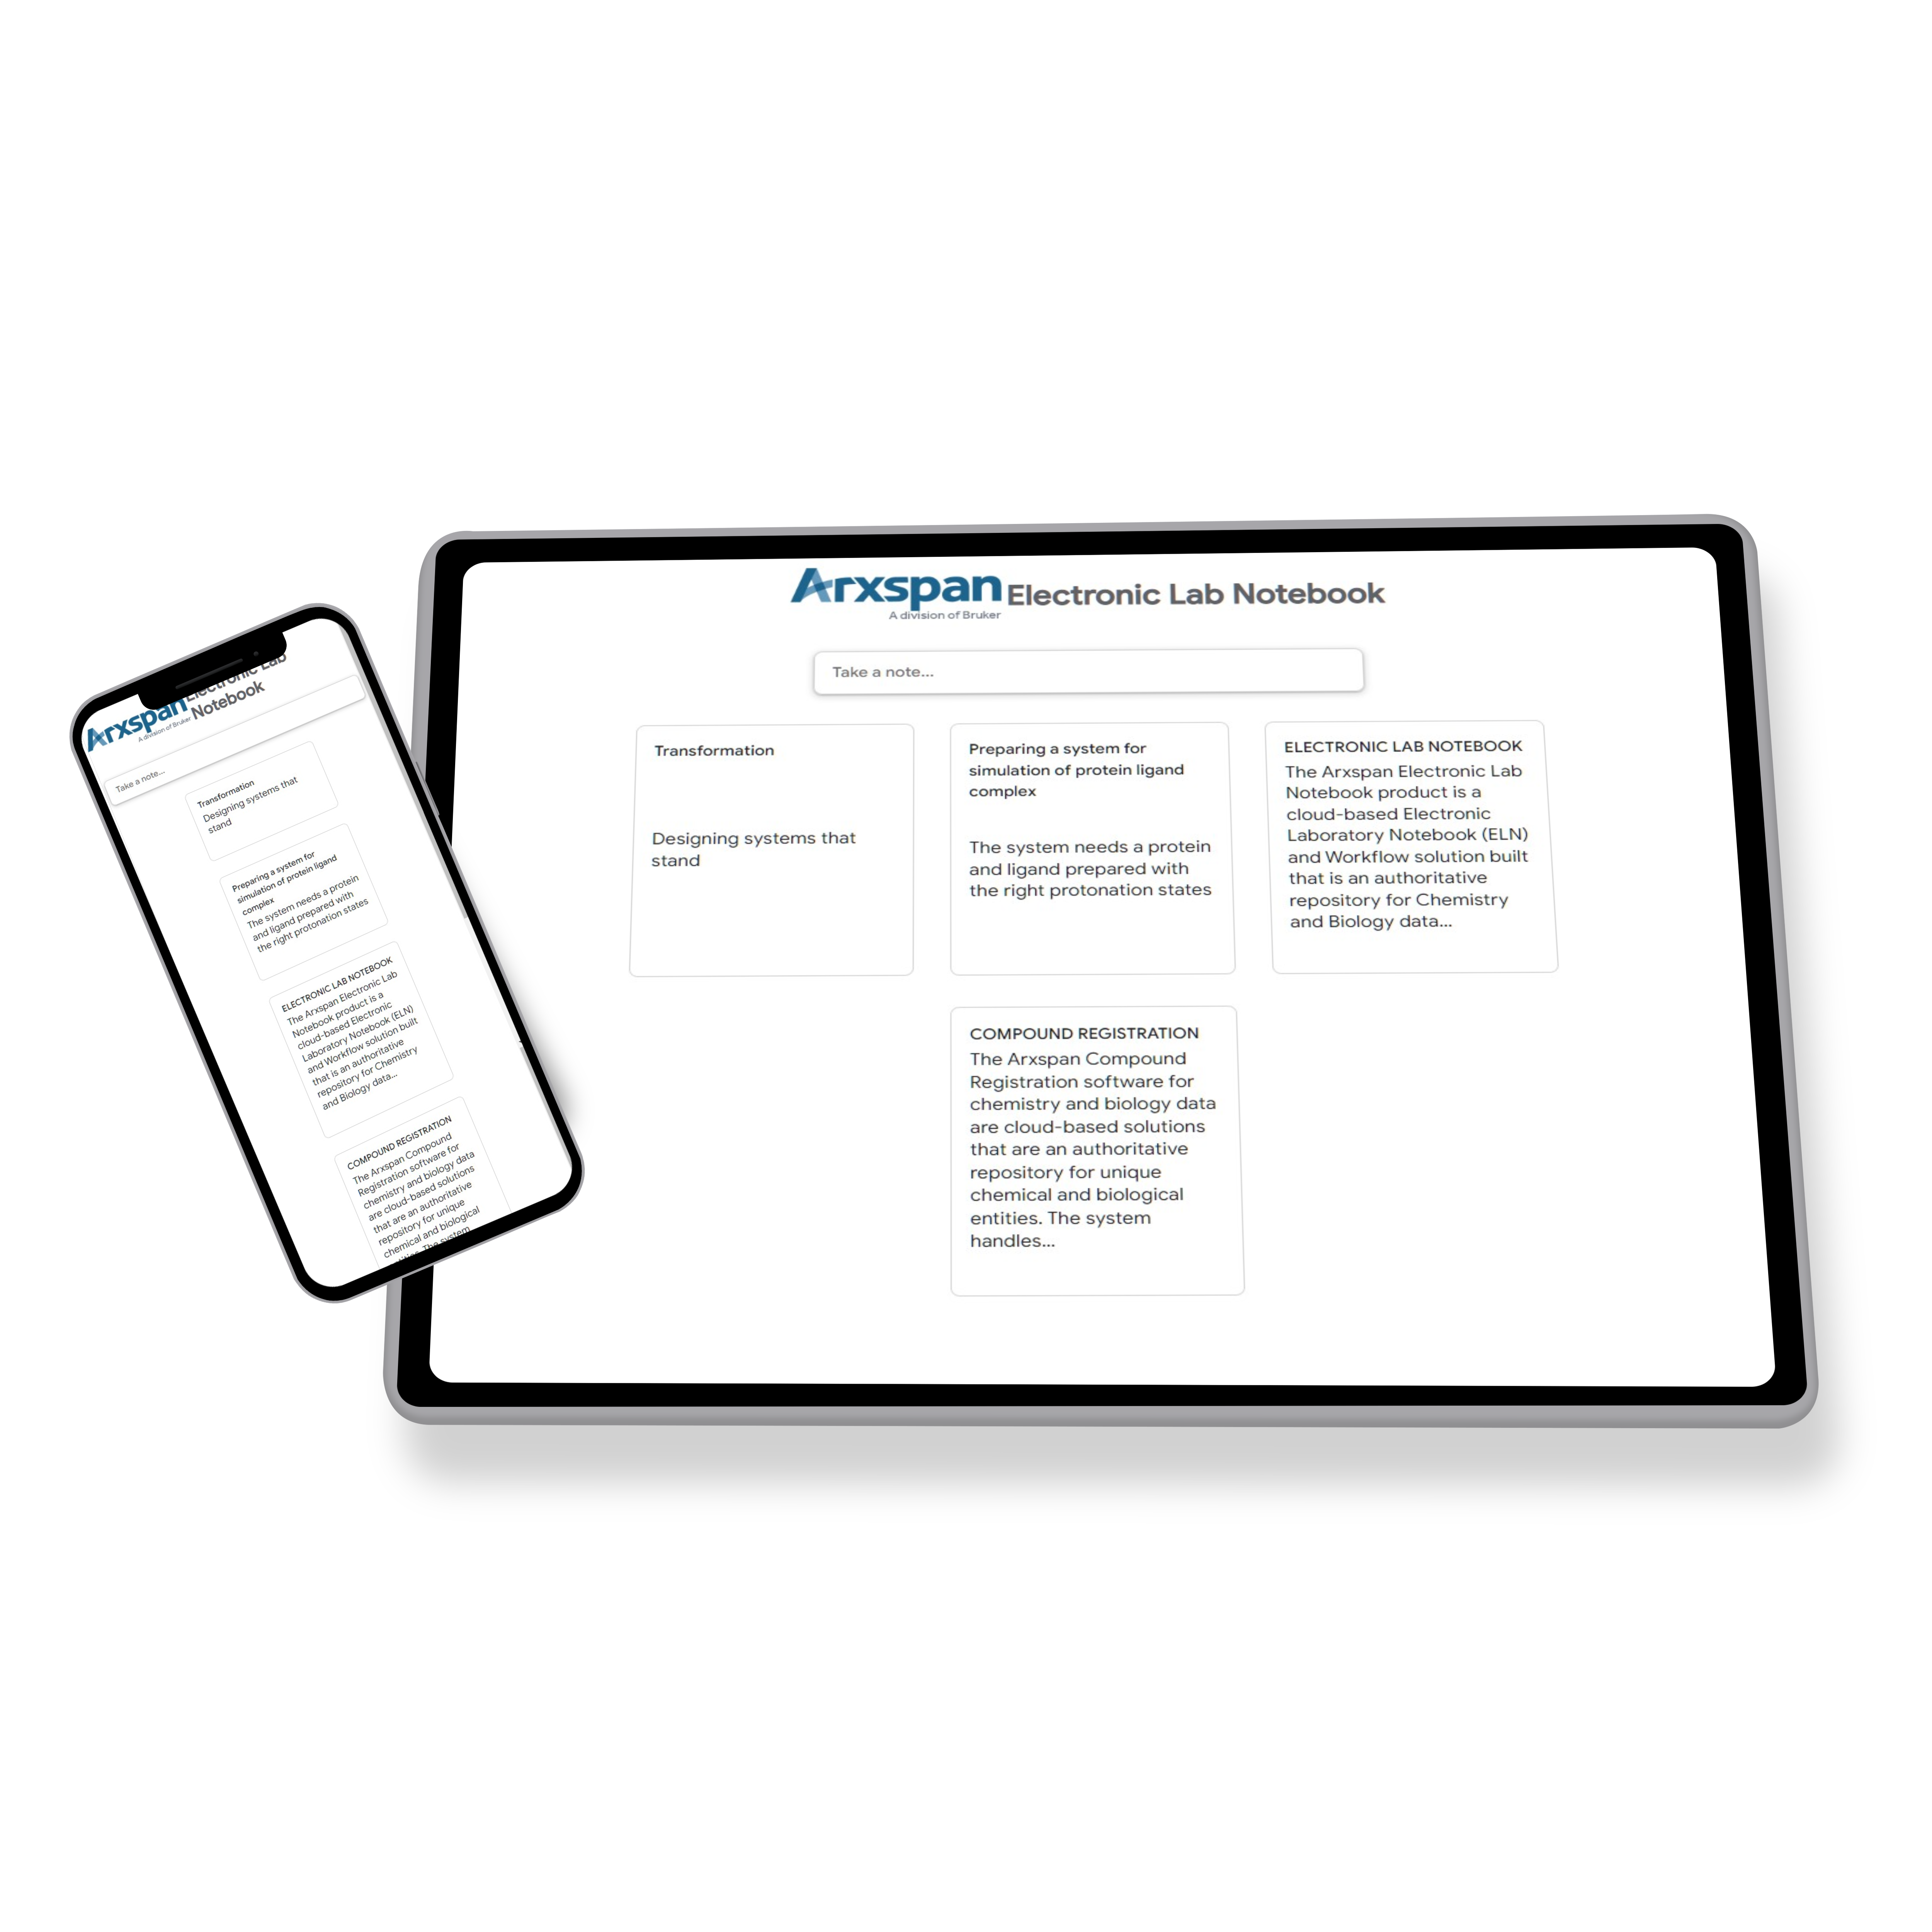 Arxspan Electronic Lab Notebook
A division of Bruker
Take a note...
Transformation
Designing systems that
stand
Preparing a system for
simulation of protein ligand
complex
The system needs a protein
and ligand prepared with
the right protonation states
ELECTRONIC LAB NOTEBOOK
The Arxspan Electronic Lab
Notebook product is a
cloud-based Electronic
Laboratory Notebook (ELN)
and Workflow solution built
that is an authoritative
repository for Chemistry
and Biology data...
COMPOUND REGISTRATION
The Arxspan Compound
Registration software for
chemistry and biology data
are cloud-based solutions
that are an authoritative
repository for unique
chemical and biological
entities. The system
handles...
Arxspan Electronic Lab
Notebook
A division of Bruker
Take a note...
Transformation
Designing systems that
stand
Preparing a system for
simulation of protein ligand
complex
The system needs a protein
and ligand prepared with
the right protonation states
ELECTRONIC LAB NOTEBOOK
The Arxspan Electronic Lab
Notebook product is a
cloud-based Electronic
Laboratory Notebook (ELN)
and Workflow solution built
that is an authoritative
repository for Chemistry
and Biology data...
COMPOUND REGISTRATION
The Arxspan Compound
Registration software for
chemistry and biology data
are cloud-based solutions
that are an authoritative
repository for unique
chemical and biological
The system